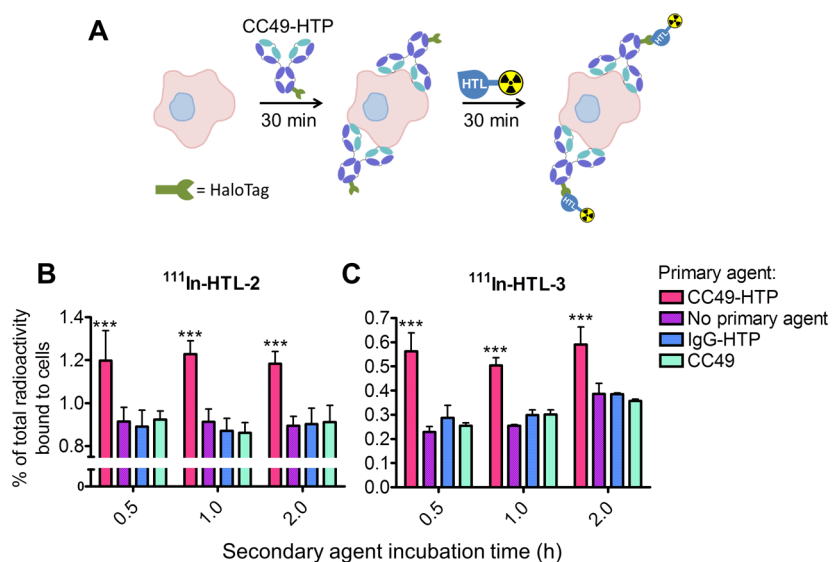 A
CC49-HTP
30 min
HTL
30 min
HTL
HTL
= HaloTag
B
¹¹¹In-HTL-2
C
¹¹¹In-HTL-3
Primary agent:
CC49-HTP
No primary agent
IgG-HTP
CC49
% of total radioactivity
bound to cells
1.4
1.2
1.0
0.8
0
***
***
***
0.5
1.0
2.0
0.7
0.6
0.5
0.4
0.3
0.2
0.1
0.0
***
***
***
0.5
1.0
2.0
Secondary agent incubation time (h)